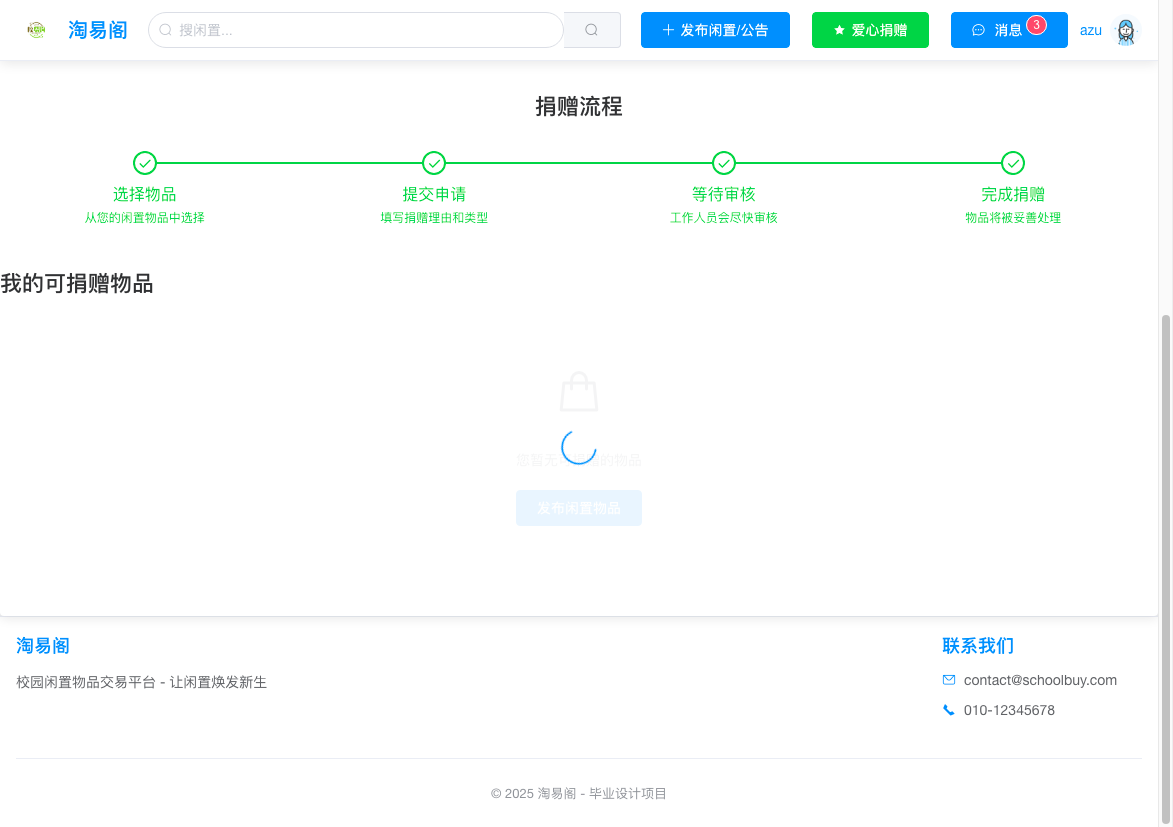 淘易阁
搜闲置...
发布闲置/公告
爱心捐赠
消息
3
azu
捐赠流程
选择物品
从您的闲置物品中选择
提交申请
填写捐赠理由和类型
等待审核
工作人员会尽快审核
完成捐赠
物品将被妥善处理
我的可捐赠物品
您暂无
的物品
发布闲置物品
淘易阁
校园闲置物品交易平台 - 让闲置焕发新生
联系我们
contact@schoolbuy.com
010-12345678
© 2025 淘易阁 - 毕业设计项目